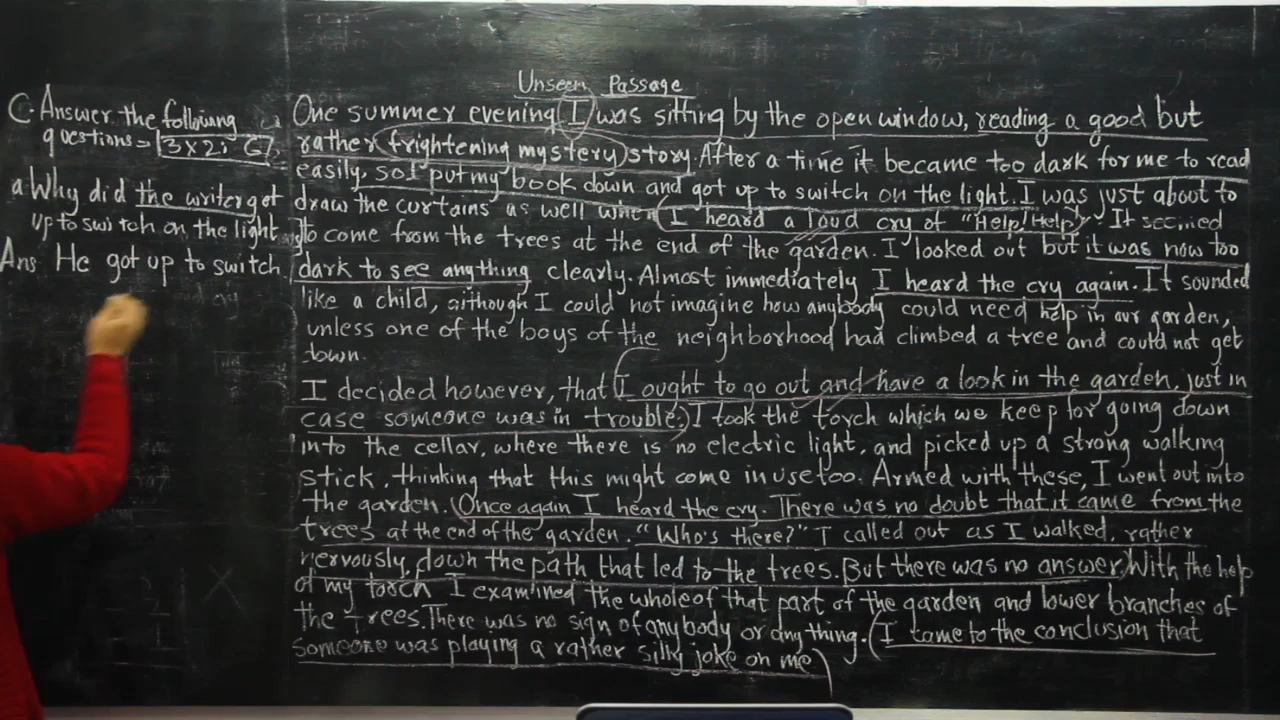 Unseen Passage
C. Answer the following
questions = 3×2=6
a. Why did the writer get
up to switch on the light
Ans: He got up to switch
One summer evening I was sitting by the open window, reading a good but
rather frightening mystery story. After a time it became too dark for me to read
easily, so I put my book down and got up to switch on the light. I was just about to
draw the curtains as well when I heard a loud cry of "Help! Help!" It seemed
to come from the trees at the end of the garden. I looked out but it was now too
dark to see anything clearly. Almost immediately I heard the cry again. It sounded
like a child, although I could not imagine how anybody could need help in our garden,
unless one of the boys of the neighborhood had climbed a tree and could not get
down.
I decided however, that I ought to go out and have a look in the garden, just in
case someone was in trouble. I took the torch which we keep for going down
into the cellar, where there is no electric light, and picked up a strong walking
stick, thinking that this might come in use too. Armed with these, I went out into
the garden. Once again I heard the cry. There was no doubt that it came from the
trees at the end of the garden. "Who's there?" I called out as I walked, rather
nervously, down the path that led to the trees. But there was no answer. With the help
of my torch I examined the whole of that part of the garden and lower branches of
the trees. There was no sign of anybody or anything. I came to the conclusion that
someone was playing a rather silly joke on me